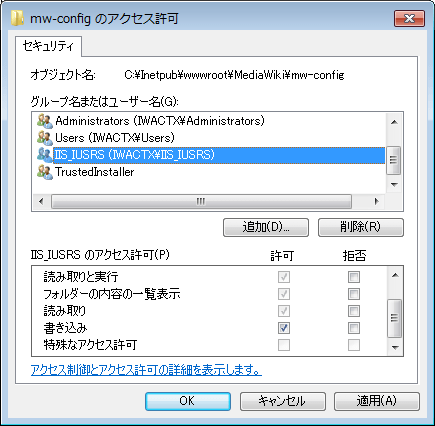 mw-config のアクセス許可
セキュリティ
オブジェクト名: C:¥Inetpub¥wwwroot¥MediaWiki¥mw-config
グループ名またはユーザー名(G):
Administrators (IWACTX¥Administrators)
Users (IWACTX¥Users)
IIS_IUSRS (IWACTX¥IIS_IUSRS)
TrustedInstaller
追加(D)... 削除(R)
IIS_IUSRS のアクセス許可(P) 許可 拒否
読み取りと実行
フォルダーの内容の一覧表示
読み取り
書き込み
特殊なアクセス許可
アクセス制御とアクセス許可の詳細を表示します。
OK キャンセル 適用(A)